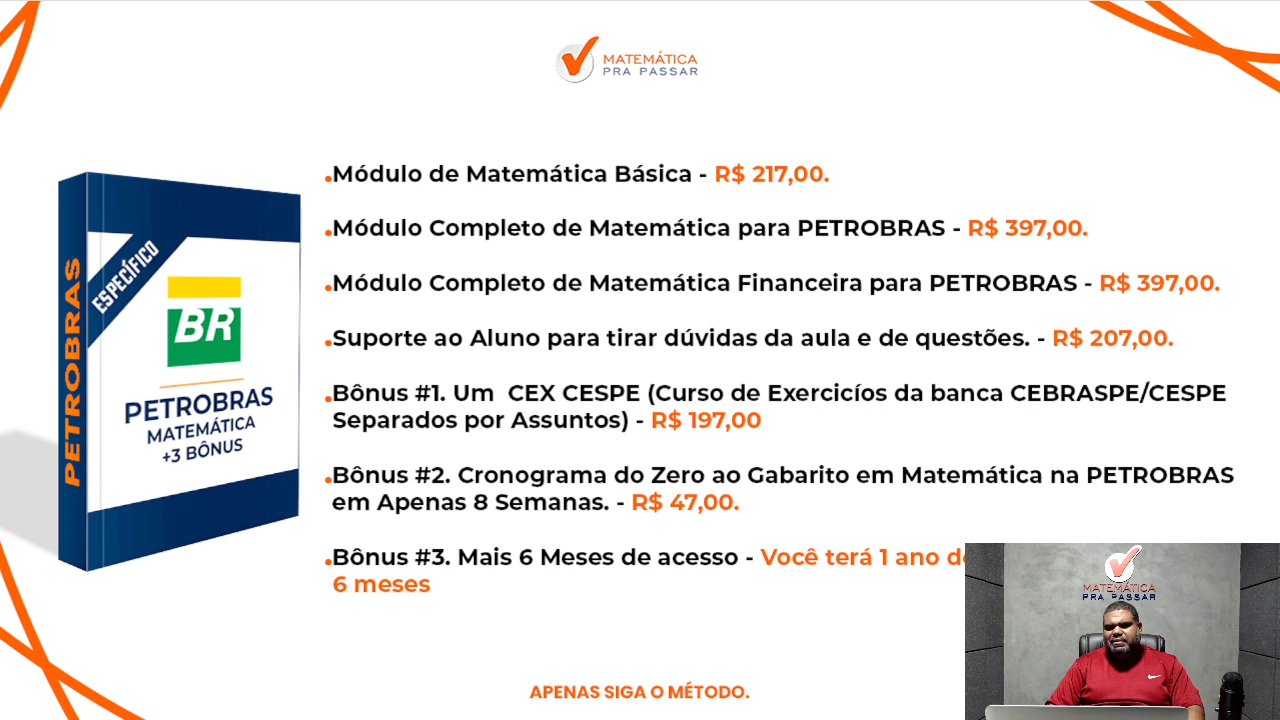 MATEMÁTICA
PRA PASSAR
PETROBRAS
ESPECÍFICO
BR
PETROBRAS
MATEMÁTICA
+3 BÔNUS
Módulo de Matemática Básica - R$ 217,00.
Módulo Completo de Matemática para PETROBRAS - R$ 397,00.
Módulo Completo de Matemática Financeira para PETROBRAS - R$ 397,00.
Suporte ao Aluno para tirar dúvidas da aula e de questões. - R$ 207,00.
Bônus #1. Um CEX CESPE (Curso de Exercicíos da banca CEBRASPE/CESPE
Separados por Assuntos) - R$ 197,00
Bônus #2. Cronograma do Zero ao Gabarito em Matemática na PETROBRAS
em Apenas 8 Semanas. - R$ 47,00.
Bônus #3. Mais 6 Meses de acesso - Você terá 1 ano
6 meses
MATEMÁTICA
PRA PASSAR
APENAS SIGA O MÉTODO.